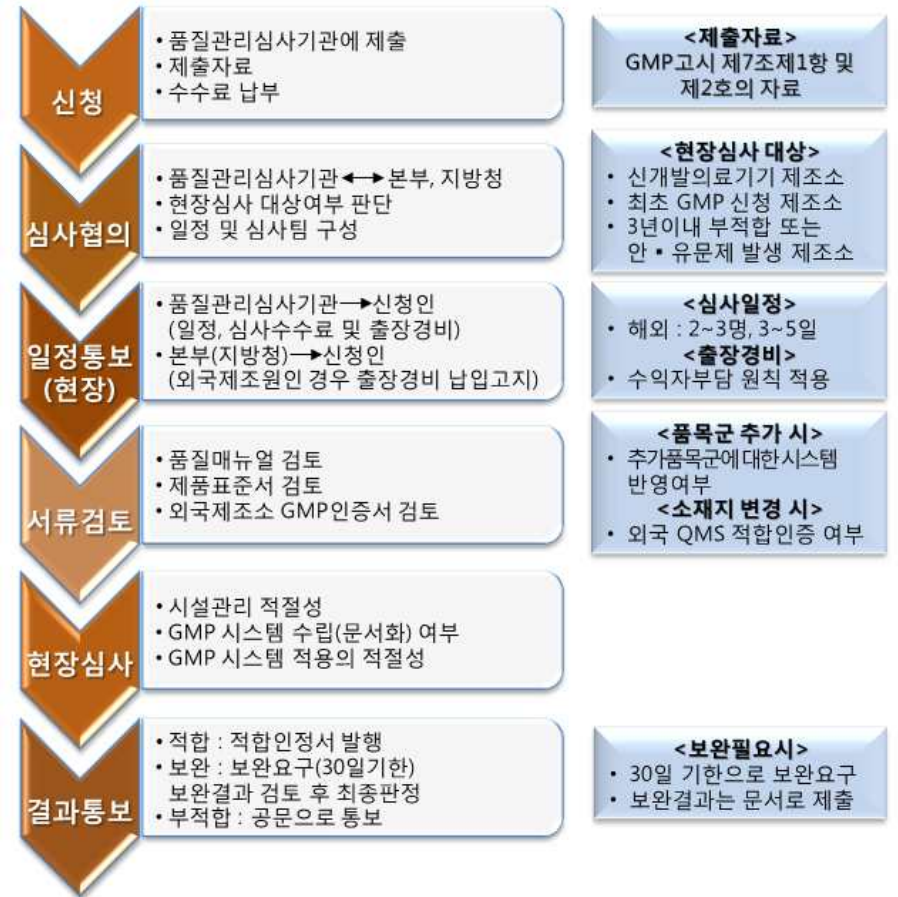 신청
• 품질관리심사기관에 제출
• 제출자료
• 수수료 납부
<제출자료>
GMP고시 제7조제1항 및
제2호의 자료
심사협의
• 품질관리심사기관⟷본부, 지방청
• 현장심사 대상여부 판단
• 일정 및 심사팀 구성
<현장심사 대상>
• 신개발의료기기 제조소
• 최초 GMP 신청 제조소
• 3년이내 부적합 또는
안•유문제 발생 제조소
일정통보
(현장)
• 품질관리심사기관→신청인
(일정, 심사수수료 및 출장경비)
• 본부(지방청)→신청인
(외국제조원인 경우 출장경비 납입고지)
<심사일정>
• 해외 : 2~3명, 3~5일
<출장경비>
• 수익자부담 원칙 적용
서류검토
• 품질매뉴얼 검토
• 제품표준서 검토
• 외국제조소 GMP인증서 검토
<품목군 추가 시>
• 추가품목군에 대한 시스템
반영여부
<소재지 변경 시>
• 외국 QMS 적합인증 여부
현장심사
• 시설관리 적절성
• GMP 시스템 수립(문서화) 여부
• GMP 시스템 적용의 적절성
결과통보
• 적합 : 적합인정서 발행
• 보완 : 보완요구(30일기한)
보완결과 검토 후 최종판정
• 부적합 : 공문으로 통보
<보완필요시>
• 30일 기한으로 보완요구
• 보완결과는 문서로 제출